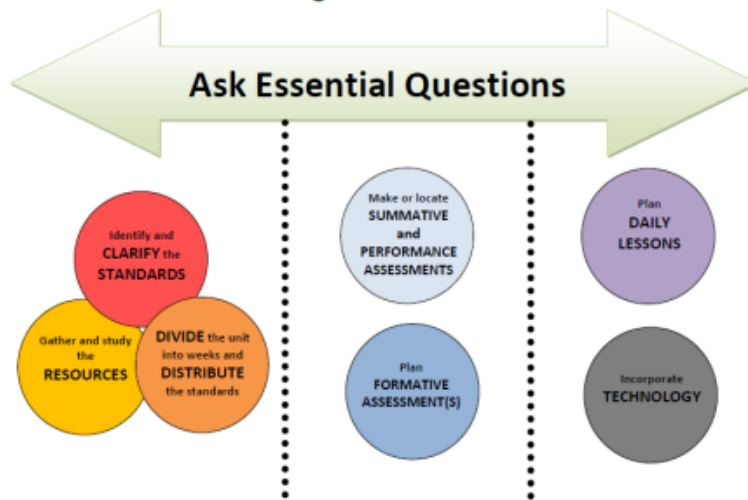 Ask Essential Questions
Identify and
CLARIFY the
STANDARDS
Gather and study
the
RESOURCES
DIVIDE the unit
into weeks and
DISTRIBUTE
the standards
Make or locate
SUMMATIVE
and
PERFORMANCE
ASSESSMENTS
Plan
FORMATIVE
ASSESSMENT(S)
Plan
DAILY
LESSONS
Incorporate
TECHNOLOGY